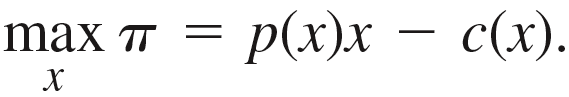 max π = p(x)x − c(x).
x